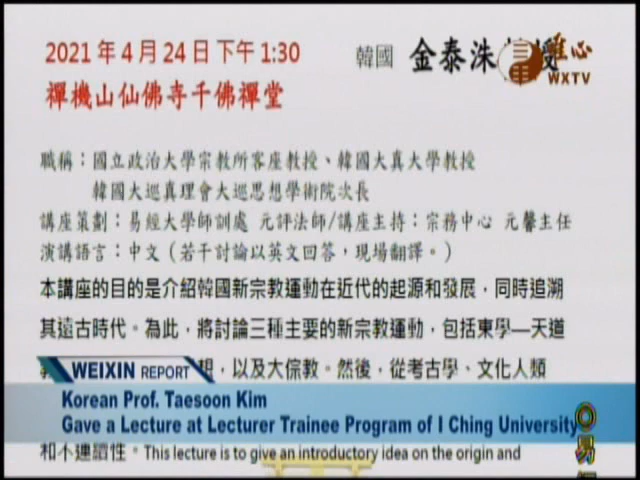 2021年4月24日下午1:30
韓國 金泰洙
唯心
WXTV
禪機山仙佛寺千佛禪堂
職稱：國立政治大學宗教所客座教授、韓國大真大學教授
韓國大巡真理會大巡思想學術院次長
講座策劃：易經大學師訓處 元評法師/講座主持：宗務中心 元馨主任
演講語言：中文（若干討論以英文回答，現場翻譯。）
本講座的目的是介紹韓國新宗教運動在近代的起源和發展，同時追溯
其遠古時代。為此，將討論三種主要的新宗教運動，包括東學—天道
想，以及大倧教。然後，從考古學、文化人類
WEIXIN REPORT
Korean Prof. Taesoon Kim
Gave a Lecture at Lecturer Trainee Program of I Ching University
易
和不連續性。This lecture is to give an introductory idea on the origin and